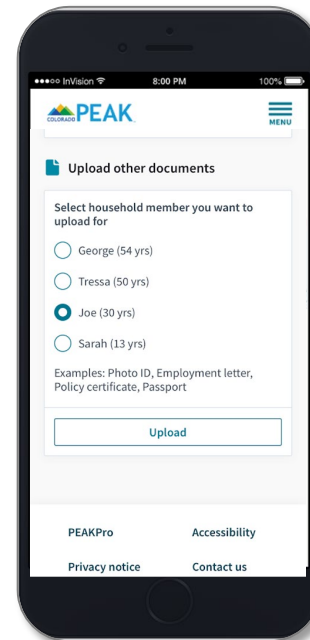 InVision 8:00 PM 100%
COLORADO PEAK
MENU
Upload other documents
Select household member you want to
upload for
George (54 yrs)
Tressa (50 yrs)
Joe (30 yrs)
Sarah (13 yrs)
Examples: Photo ID, Employment letter,
Policy certificate, Passport
Upload
PEAKPro Accessibility
Privacy notice Contact us